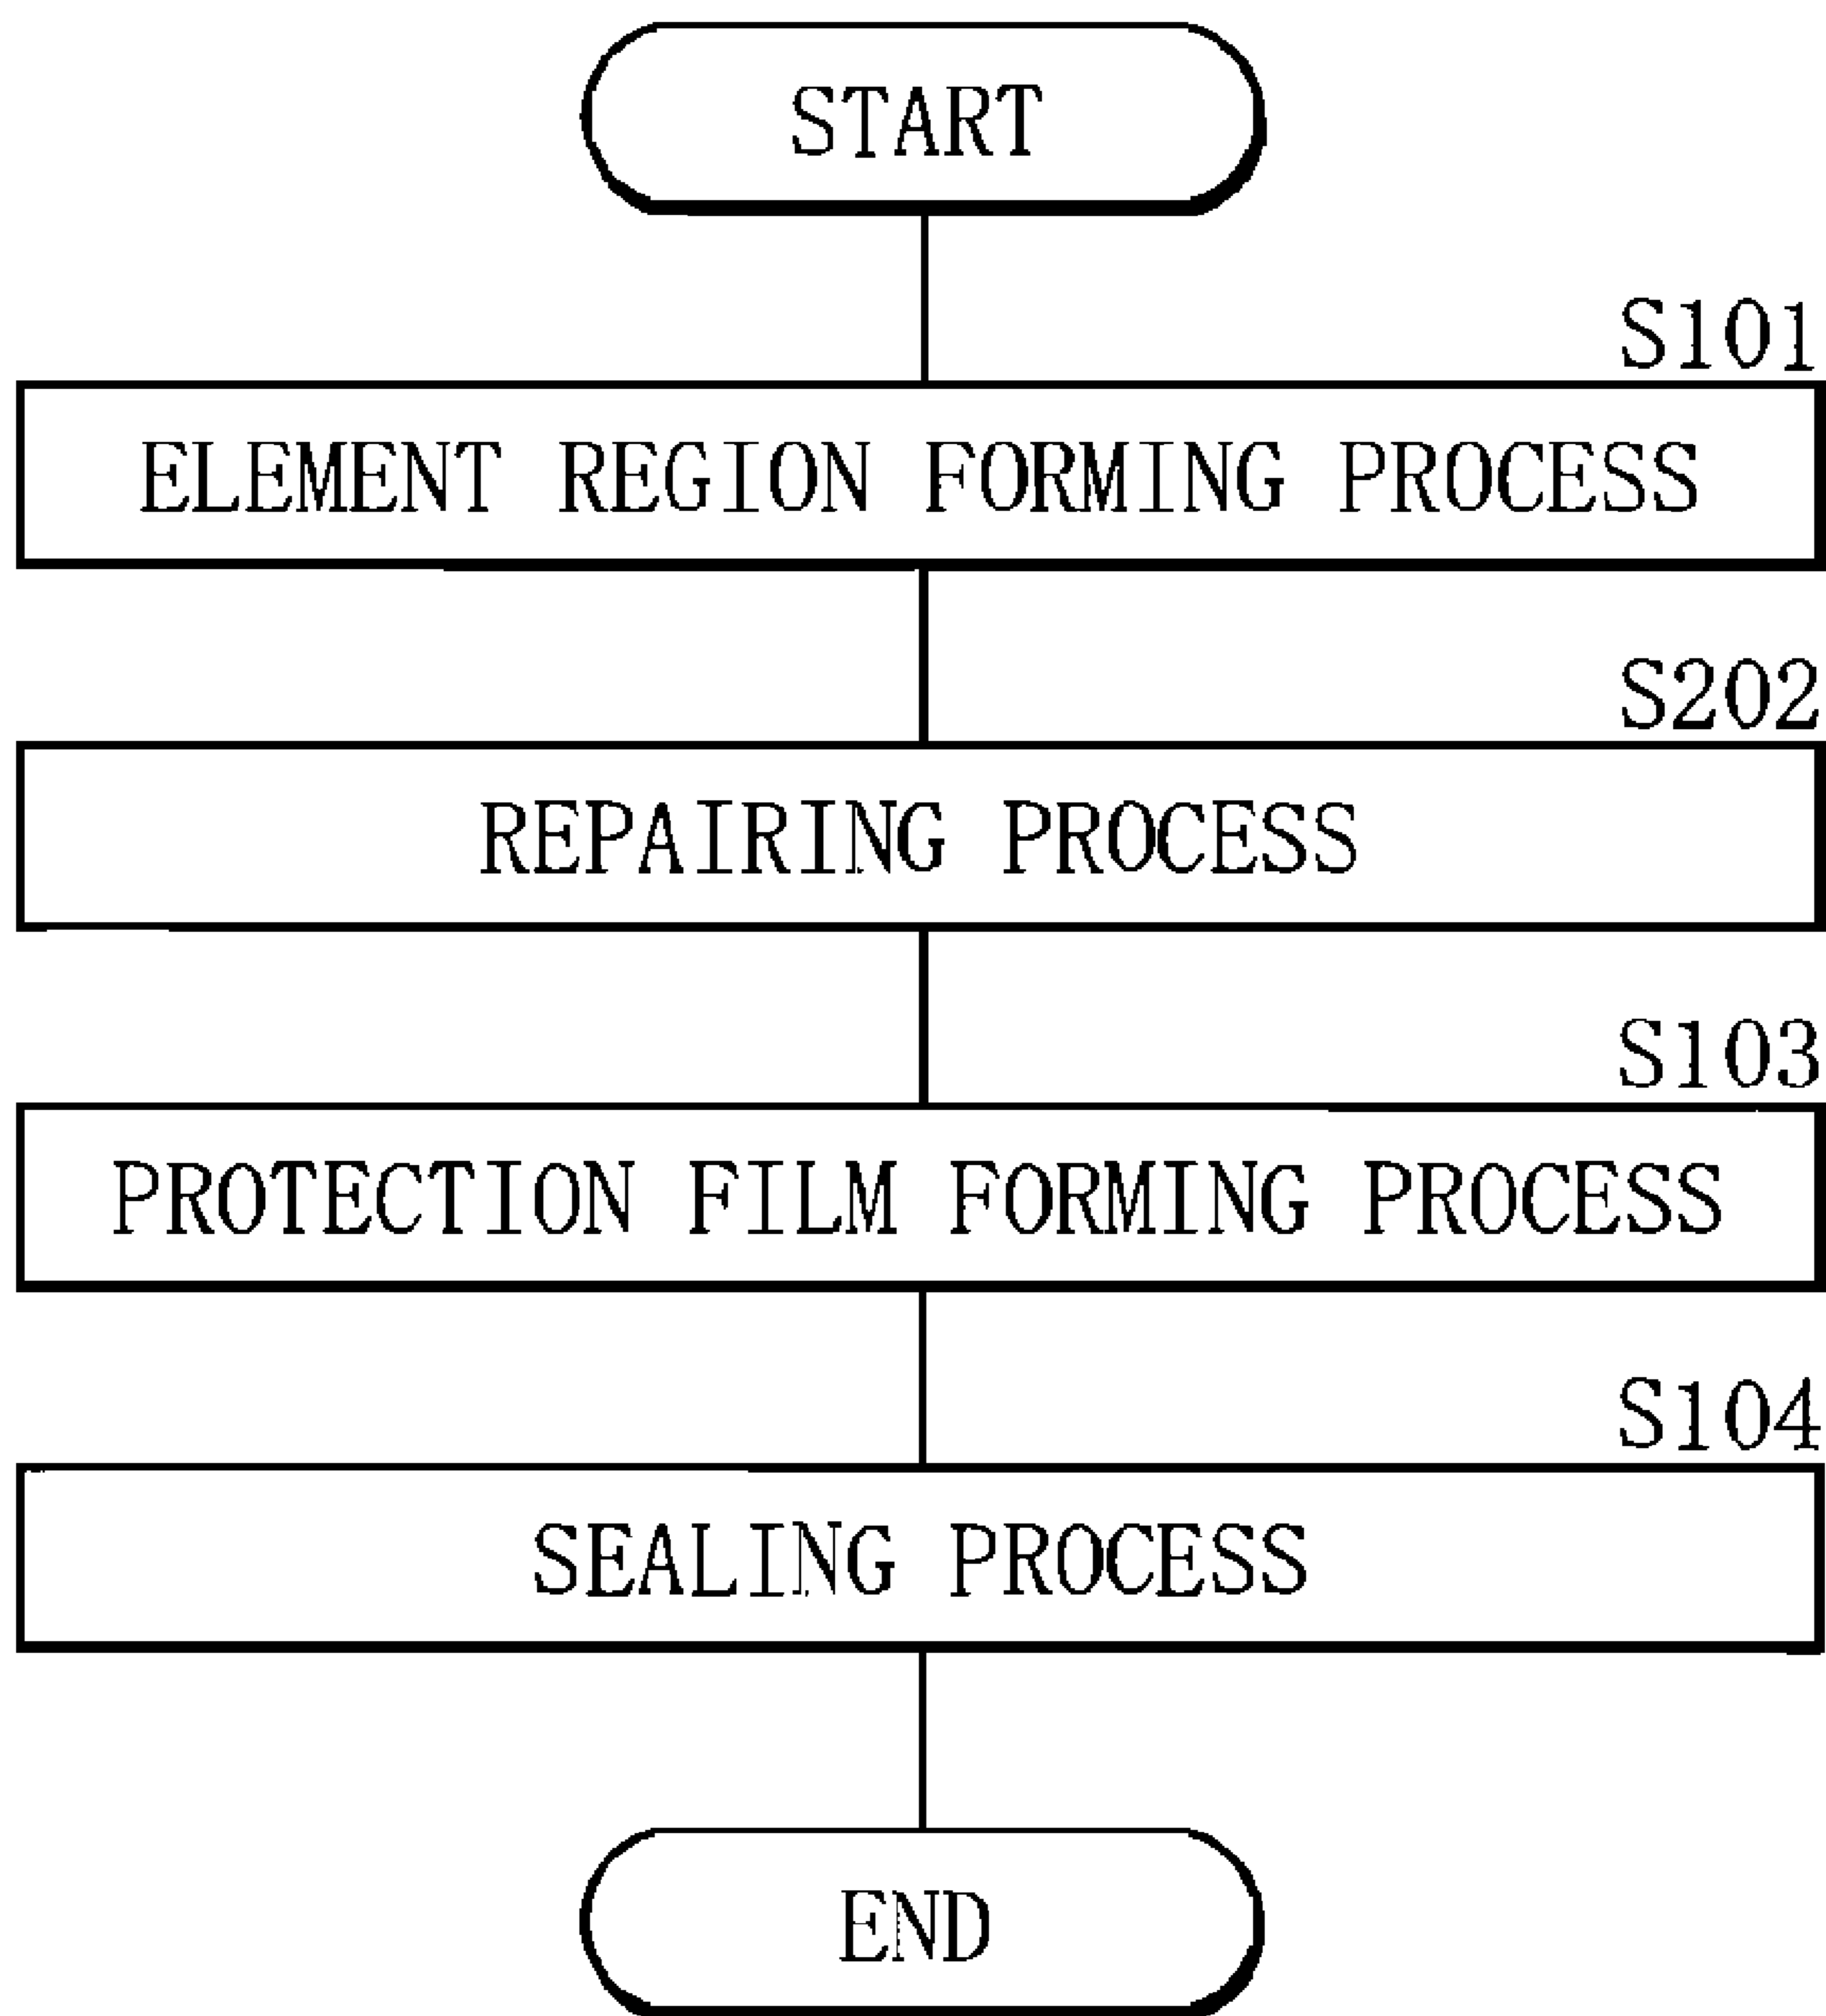 START
S101
ELEMENT REGION FORMING PROCESS
S202
REPAIRING PROCESS
S103
PROTECTION FILM FORMING PROCESS
S104
SEALING PROCESS
END